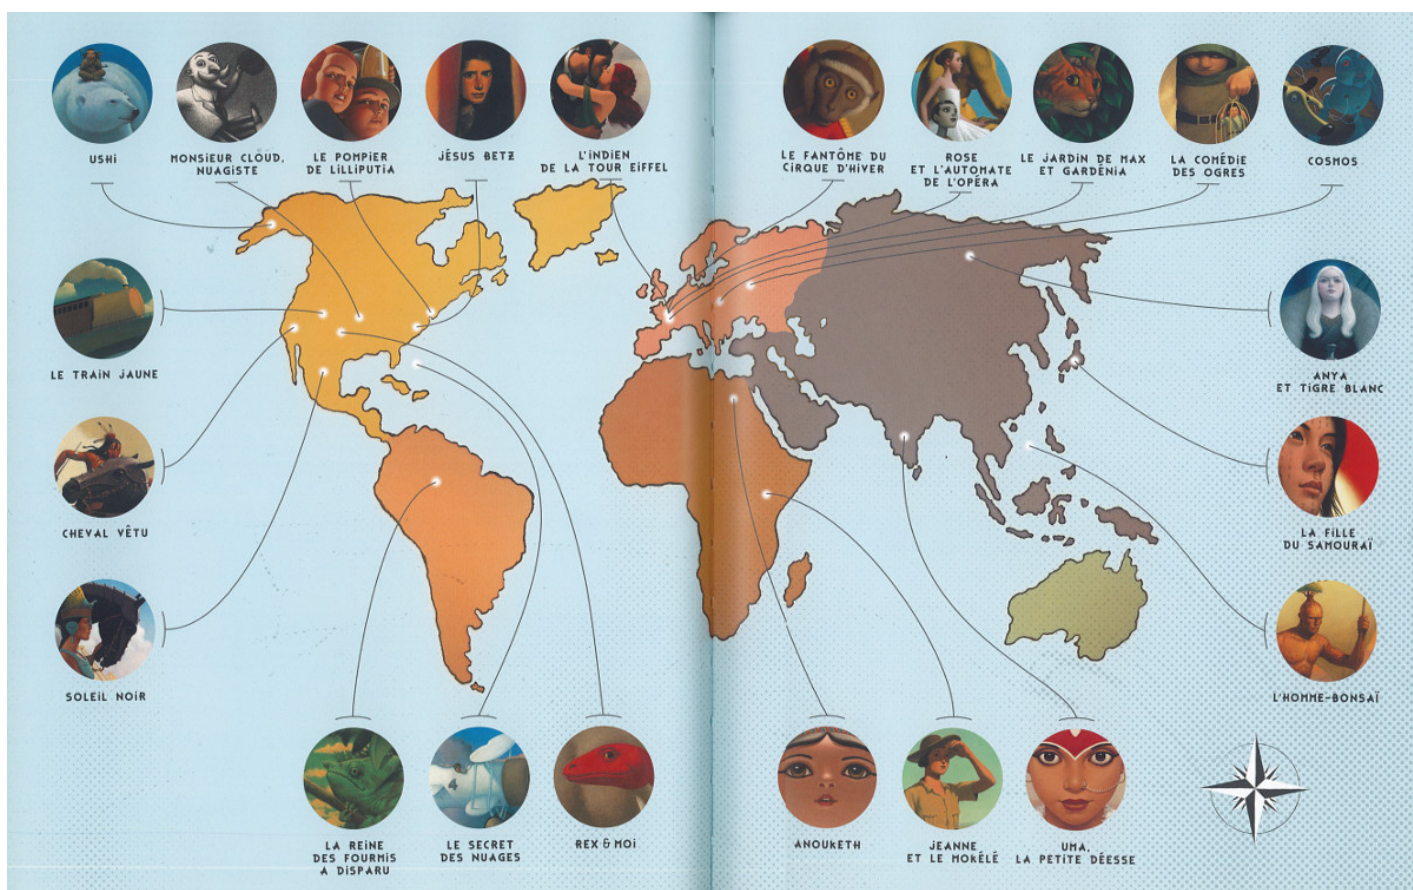 USHI
MONSIEUR CLOUD,
NUAGISTE
LE POMPIER
DE LILLIPUTIA
JÉSUS BETZ
L'INDIEN
DE LA TOUR EIFFEL
LE FANTÔME DU
CIRQUE D'HIVER
ROSE
ET L'AUTOMATE
DE L'OPÉRA
LE JARDIN DE MAX
ET GARDÉNIA
LA COMÉDIE
DES OGRES
COSMOS
LE TRAIN JAUNE
ANYA
ET TIGRE BLANC
CHEVAL VÊTU
LA FILLE
DU SAMOURAÏ
SOLEIL NOIR
L'HOMME-BONSAÏ
LA REINE
DES FOURMIS
A DISPARU
LE SECRET
DES NUAGES
REX & MOI
ANOUKETH
JEANNE
ET LE MOKÉLÉ
UMA,
LA PETITE DÉESSE